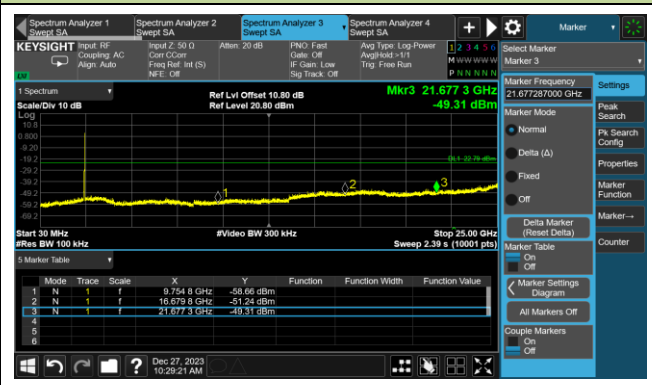 Spectrum Analyzer 1
Swept SA
Spectrum Analyzer 2
Swept SA
Spectrum Analyzer 3
Swept SA
Spectrum Analyzer 4
Swept SA
Marker
KEYSIGHT
Input: RF
Coupling: AC
Align: Auto
Input Z: 50 Ω
Corr CCorr
Freq Ref: Int (S)
NFE: Off
Atten: 20 dB
PNO: Fast
Gate: Off
IF Gain: Low
Sig Track: Off
Avg Type: Log-Power
Avg|Hold:>1/1
Trig: Free Run
1 2 3 4 5 6
M W W W W W
P N N N N N
LXI
Select Marker
Marker 3
1 Spectrum
Scale/Div 10 dB
Ref Lvl Offset 10.80 dB
Ref Level 20.80 dBm
Mkr3 21.677 3 GHz
-49.31 dBm
Log
10.8
0.800
-9.20
-19.2
-29.2
-39.2
-49.2
-59.2
-69.2
DL1 -22.79 dBm
1
2
3
Start 30 MHz
#Res BW 100 kHz
#Video BW 300 kHz
Stop 25.00 GHz
Sweep 2.39 s (10001 pts)
5 Marker Table
Mode Trace Scale X Y Function Function Width Function Value
1 N 1 f 9.754 8 GHz -58.66 dBm
2 N 1 f 16.679 8 GHz -51.24 dBm
3 N 1 f 21.677 3 GHz -49.31 dBm
4
5
6
Marker Frequency
21.677287000 GHz
Marker Mode
Normal
Delta (Δ)
Fixed
Off
Delta Marker
(Reset Delta)
Marker Table
On
Off
Marker Settings
Diagram
All Markers Off
Couple Markers
On
Off
Settings
Peak
Search
Pk Search
Config
Properties
Marker
Function
Marker→
Counter
?
Dec 27, 2023
10:29:21 AM